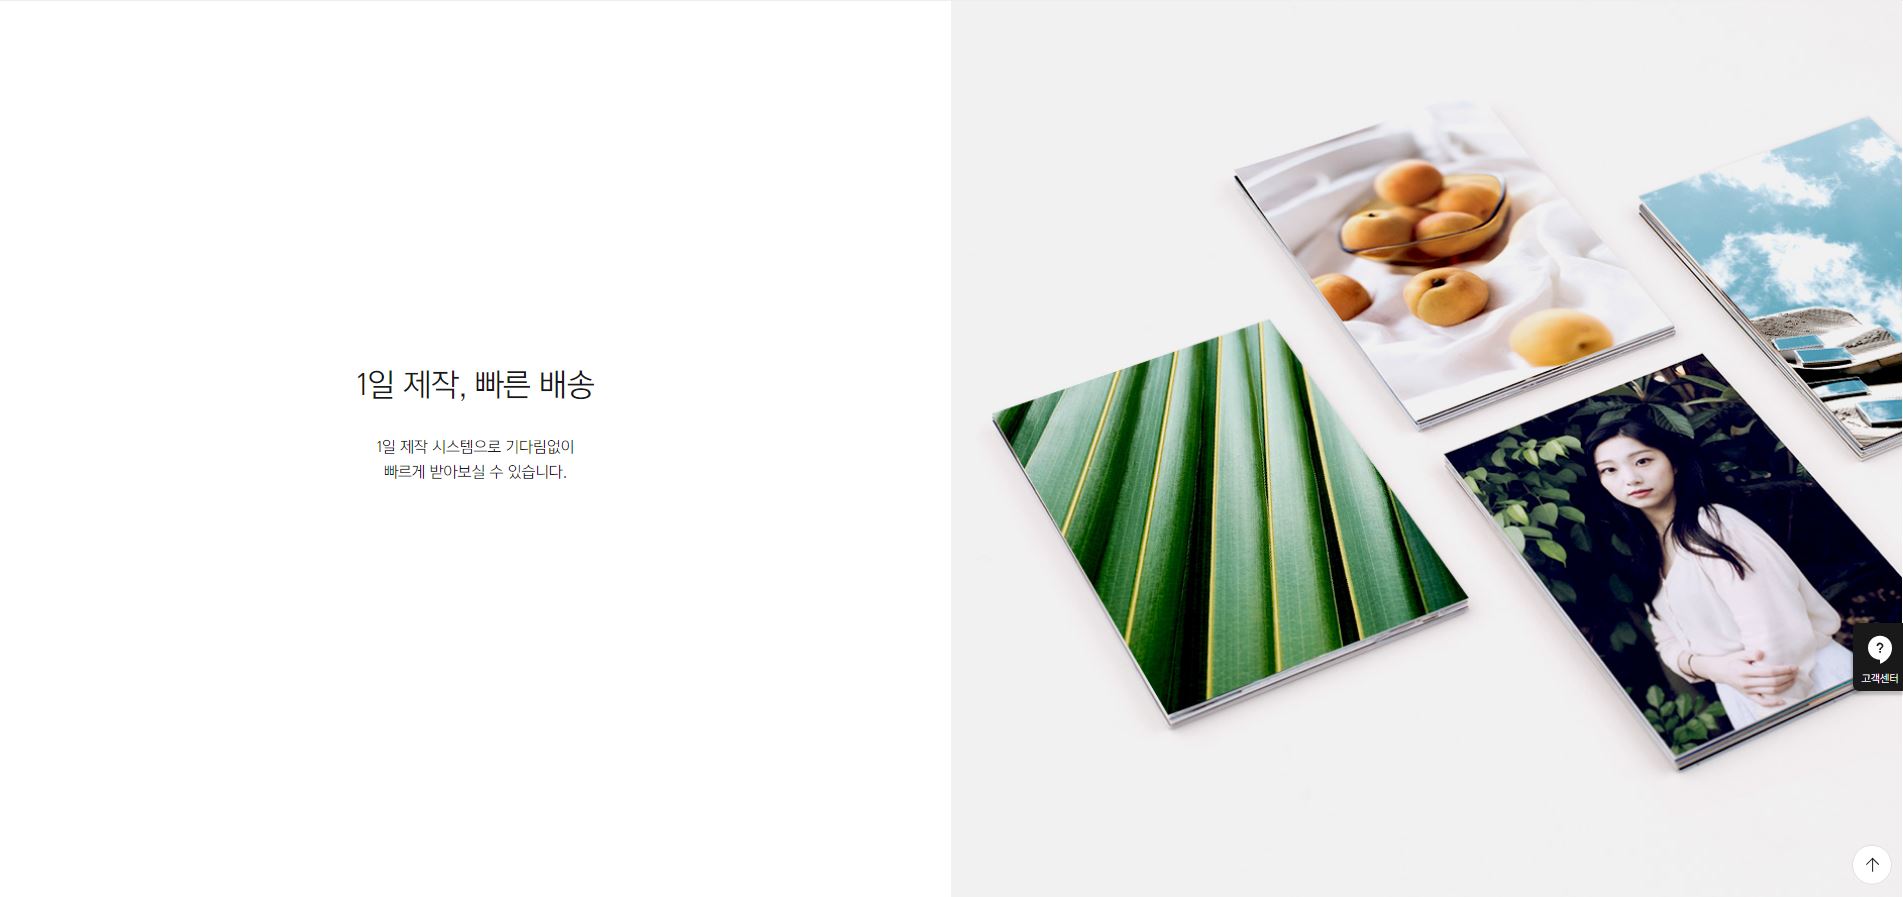 1일 제작, 빠른 배송
1일 제작 시스템으로 기다림없이
빠르게 받아보실 수 있습니다.
?
고객센터